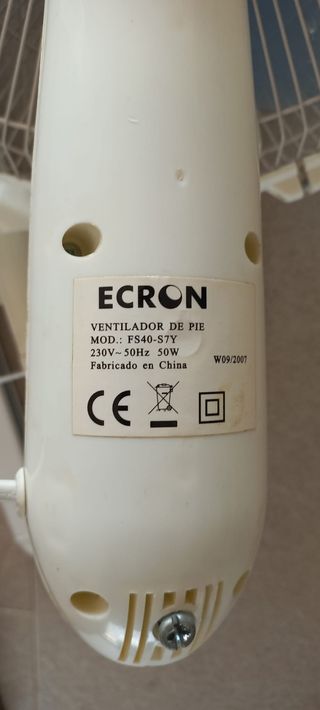 ECRON
VENTILADOR DE PIE
MOD.: FS40-S7Y
230V~50Hz 50W
Fabricado en China
W09/2007
CE